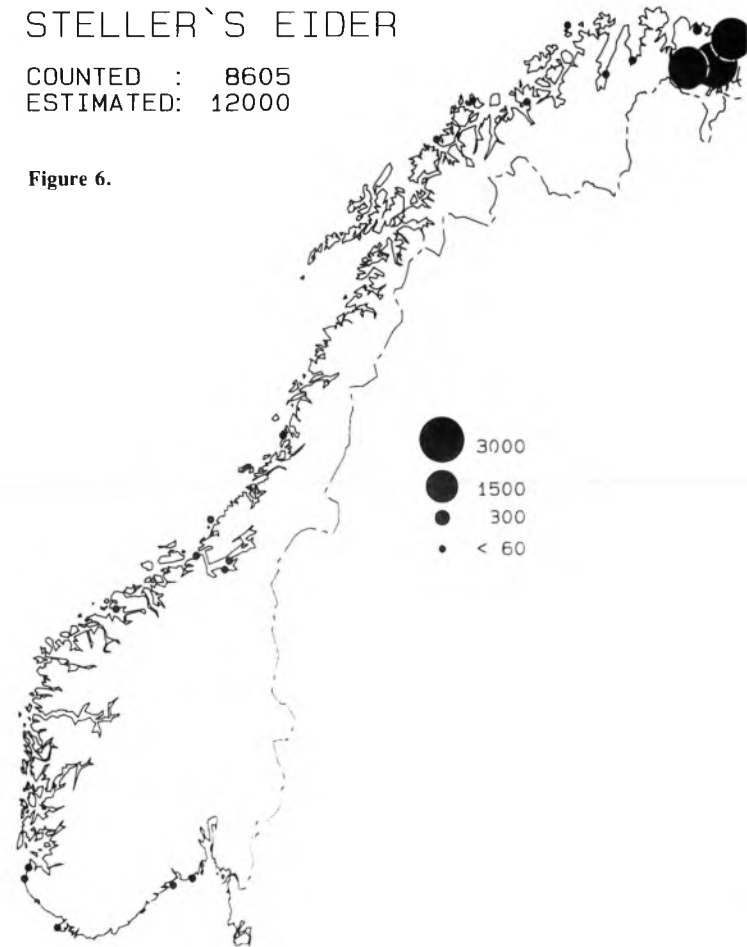 STELLER`S EIDER
COUNTED : 8605
ESTIMATED: 12000
Figure 6.
3000
1500
300
< 60